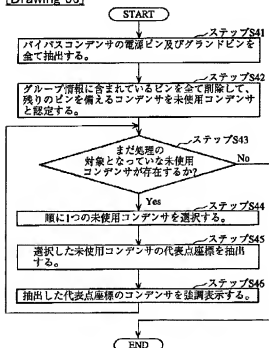 [Drawing 06]
START
ステップS41
バイパスコンデンサの電源ピン及びグランドピンを
全て抽出する。
ステップS42
グループ情報に含まれているピンを全て削除して、
残りのピンを備えるコンデンサを未使用コンデンサ
と認定する。
ステップS43
まだ処理の
対象となっていな未使用
コンデンサが存在するか?
No
Yes
ステップS44
順に1つの未使用コンデンサを選択する。
ステップS45
選択した未使用コンデンサの代表点座標を抽出
する。
ステップS46
抽出した代表点座標のコンデンサを強調表示する。
END